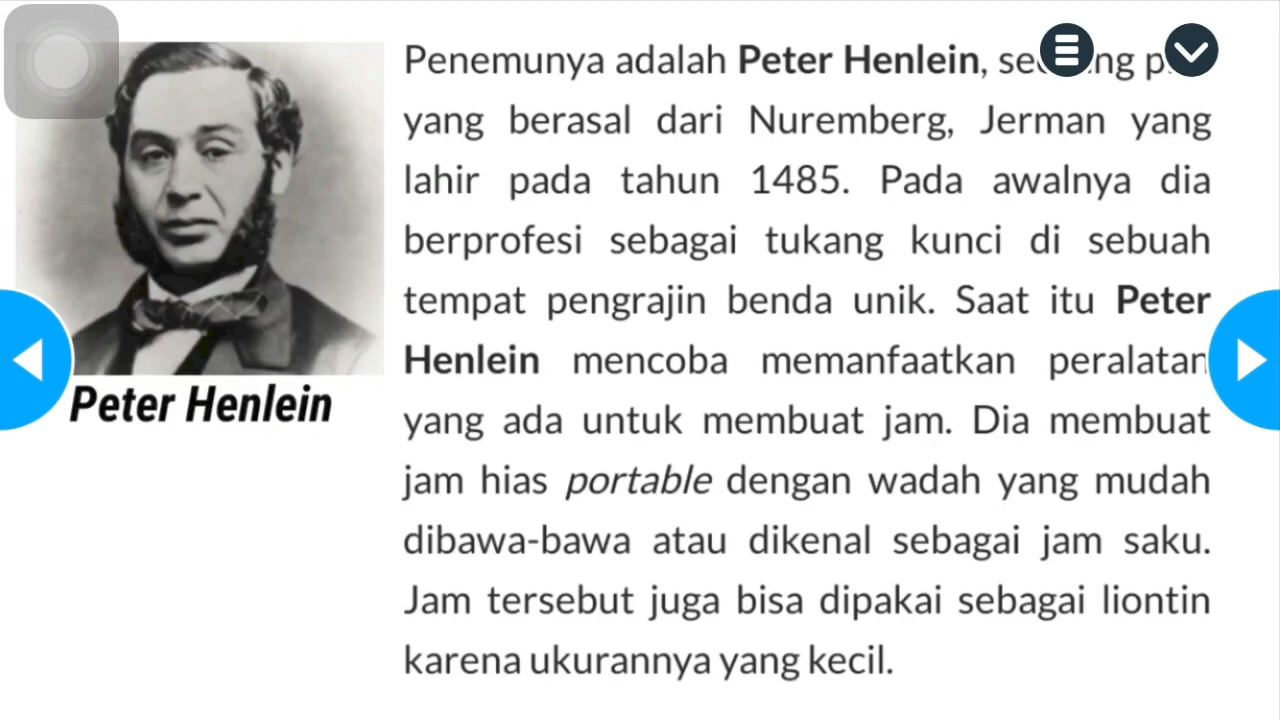 Penemunya adalah Peter Henlein,
yang berasal dari Nuremberg, Jerman yang
lahir pada tahun 1485. Pada awalnya dia
berprofesi sebagai tukang kunci di sebuah
tempat pengrajin benda unik. Saat itu Peter
Henlein mencoba memanfaatkan peralatan
yang ada untuk membuat jam. Dia membuat
jam hias portable dengan wadah yang mudah
dibawa-bawa atau dikenal sebagai jam saku.
Jam tersebut juga bisa dipakai sebagai liontin
karena ukurannya yang kecil.
Peter Henlein